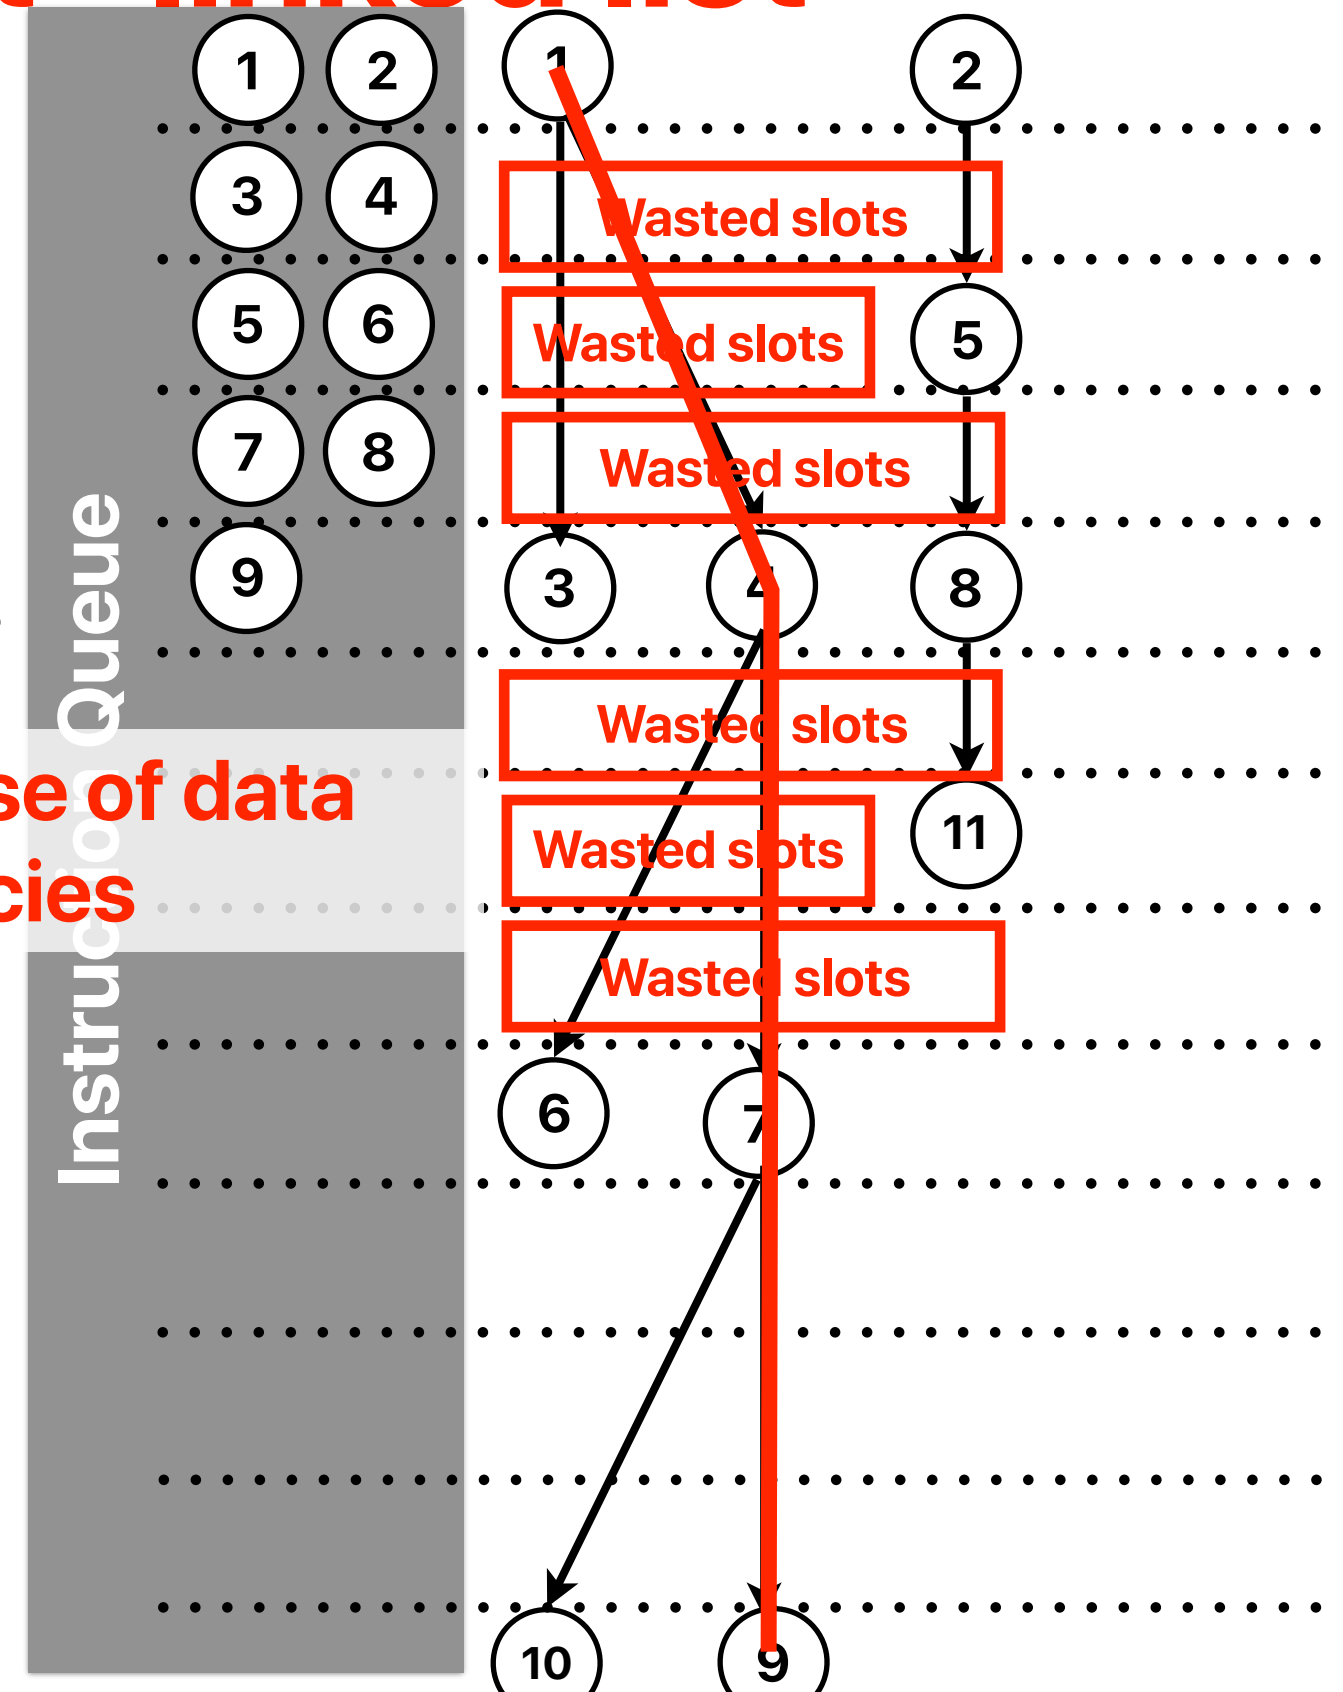 linked list
1 2 1 2
3 4
Wasted slots
5 6
Wasted slots
5
7 8
Wasted slots
9
3 4 8
Instruction Queue
Wasted slots
se of data
11
Wasted slots
cies
Wasted slots
6 7
10 9